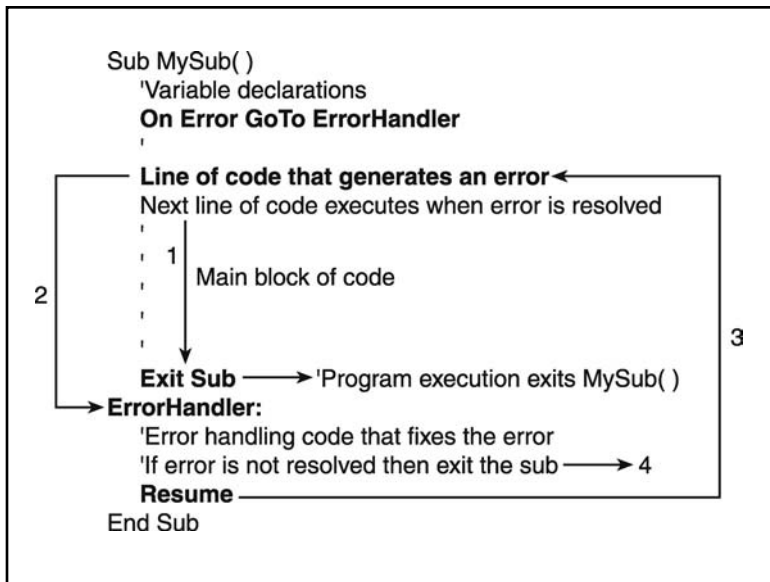 Sub MySub( )
'Variable declarations
On Error GoTo ErrorHandler
'
Line of code that generates an error
Next line of code executes when error is resolved
'
' 1
' Main block of code
2
'
' 3
'
Exit Sub 'Program execution exits MySub( )
ErrorHandler:
'Error handling code that fixes the error
'If error is not resolved then exit the sub 4
Resume
End Sub